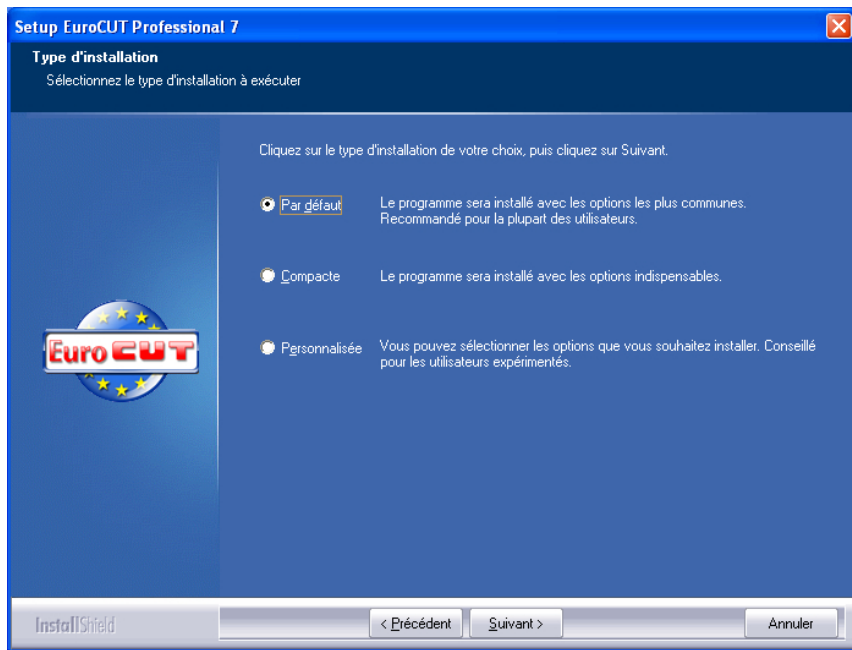 Setup EuroCUT Professional 7
Type d'installation
Sélectionnez le type d'installation à exécuter
Cliquez sur le type d'installation de votre choix, puis cliquez sur Suivant.
Par défaut
Le programme sera installé avec les options les plus communes.
Recommandé pour la plupart des utilisateurs.
Compacte
Le programme sera installé avec les options indispensables.
Personnalisée
Vous pouvez sélectionner les options que vous souhaitez installer. Conseillé
pour les utilisateurs expérimentés.
Euro CUT
InstallShield
< Précédent
Suivant >
Annuler